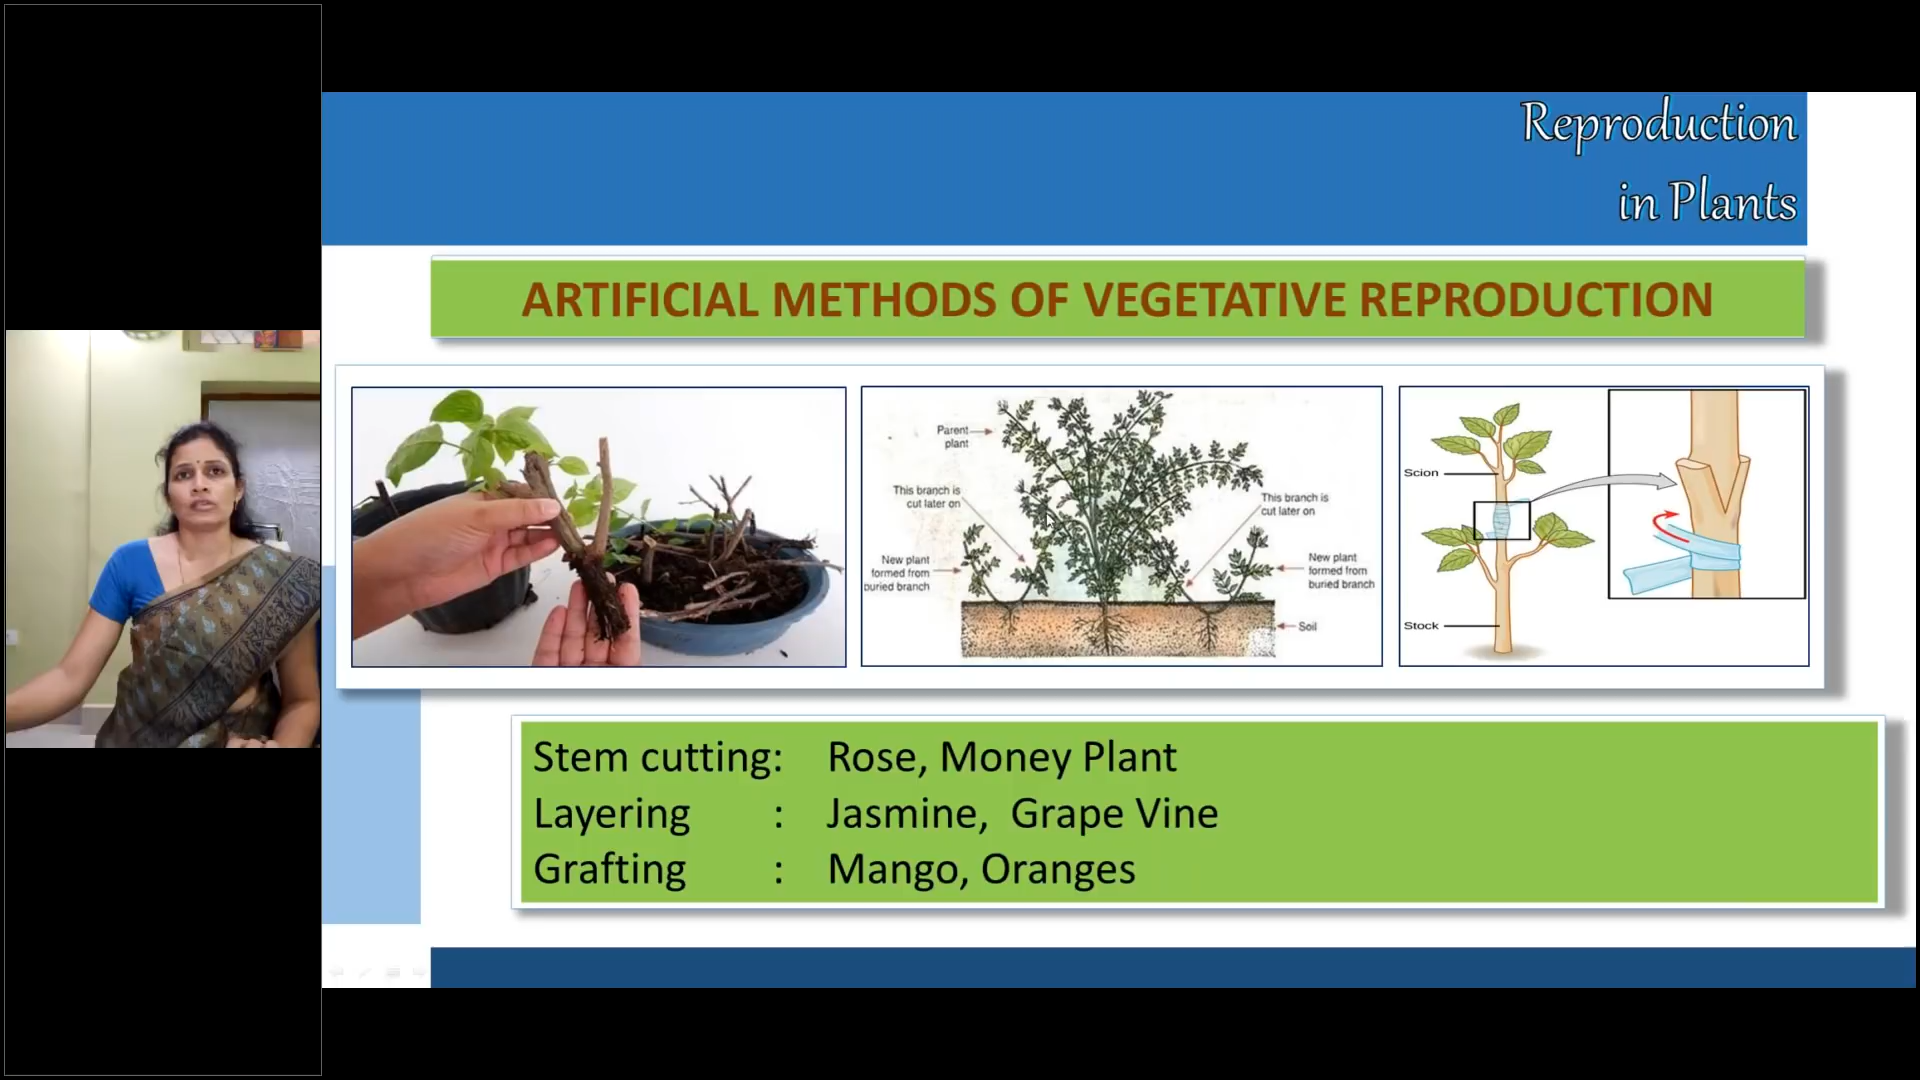 Reproduction
in Plants
ARTIFICIAL METHODS OF VEGETATIVE REPRODUCTION
Parent
plant
This branch is
cut later on
New plant
formed from
buried branch
This branch is
cut later on
New plant
formed from
buried branch
Soil
Scion
Stock
Stem cutting: Rose, Money Plant
Layering : Jasmine, Grape Vine
Grafting : Mango, Oranges